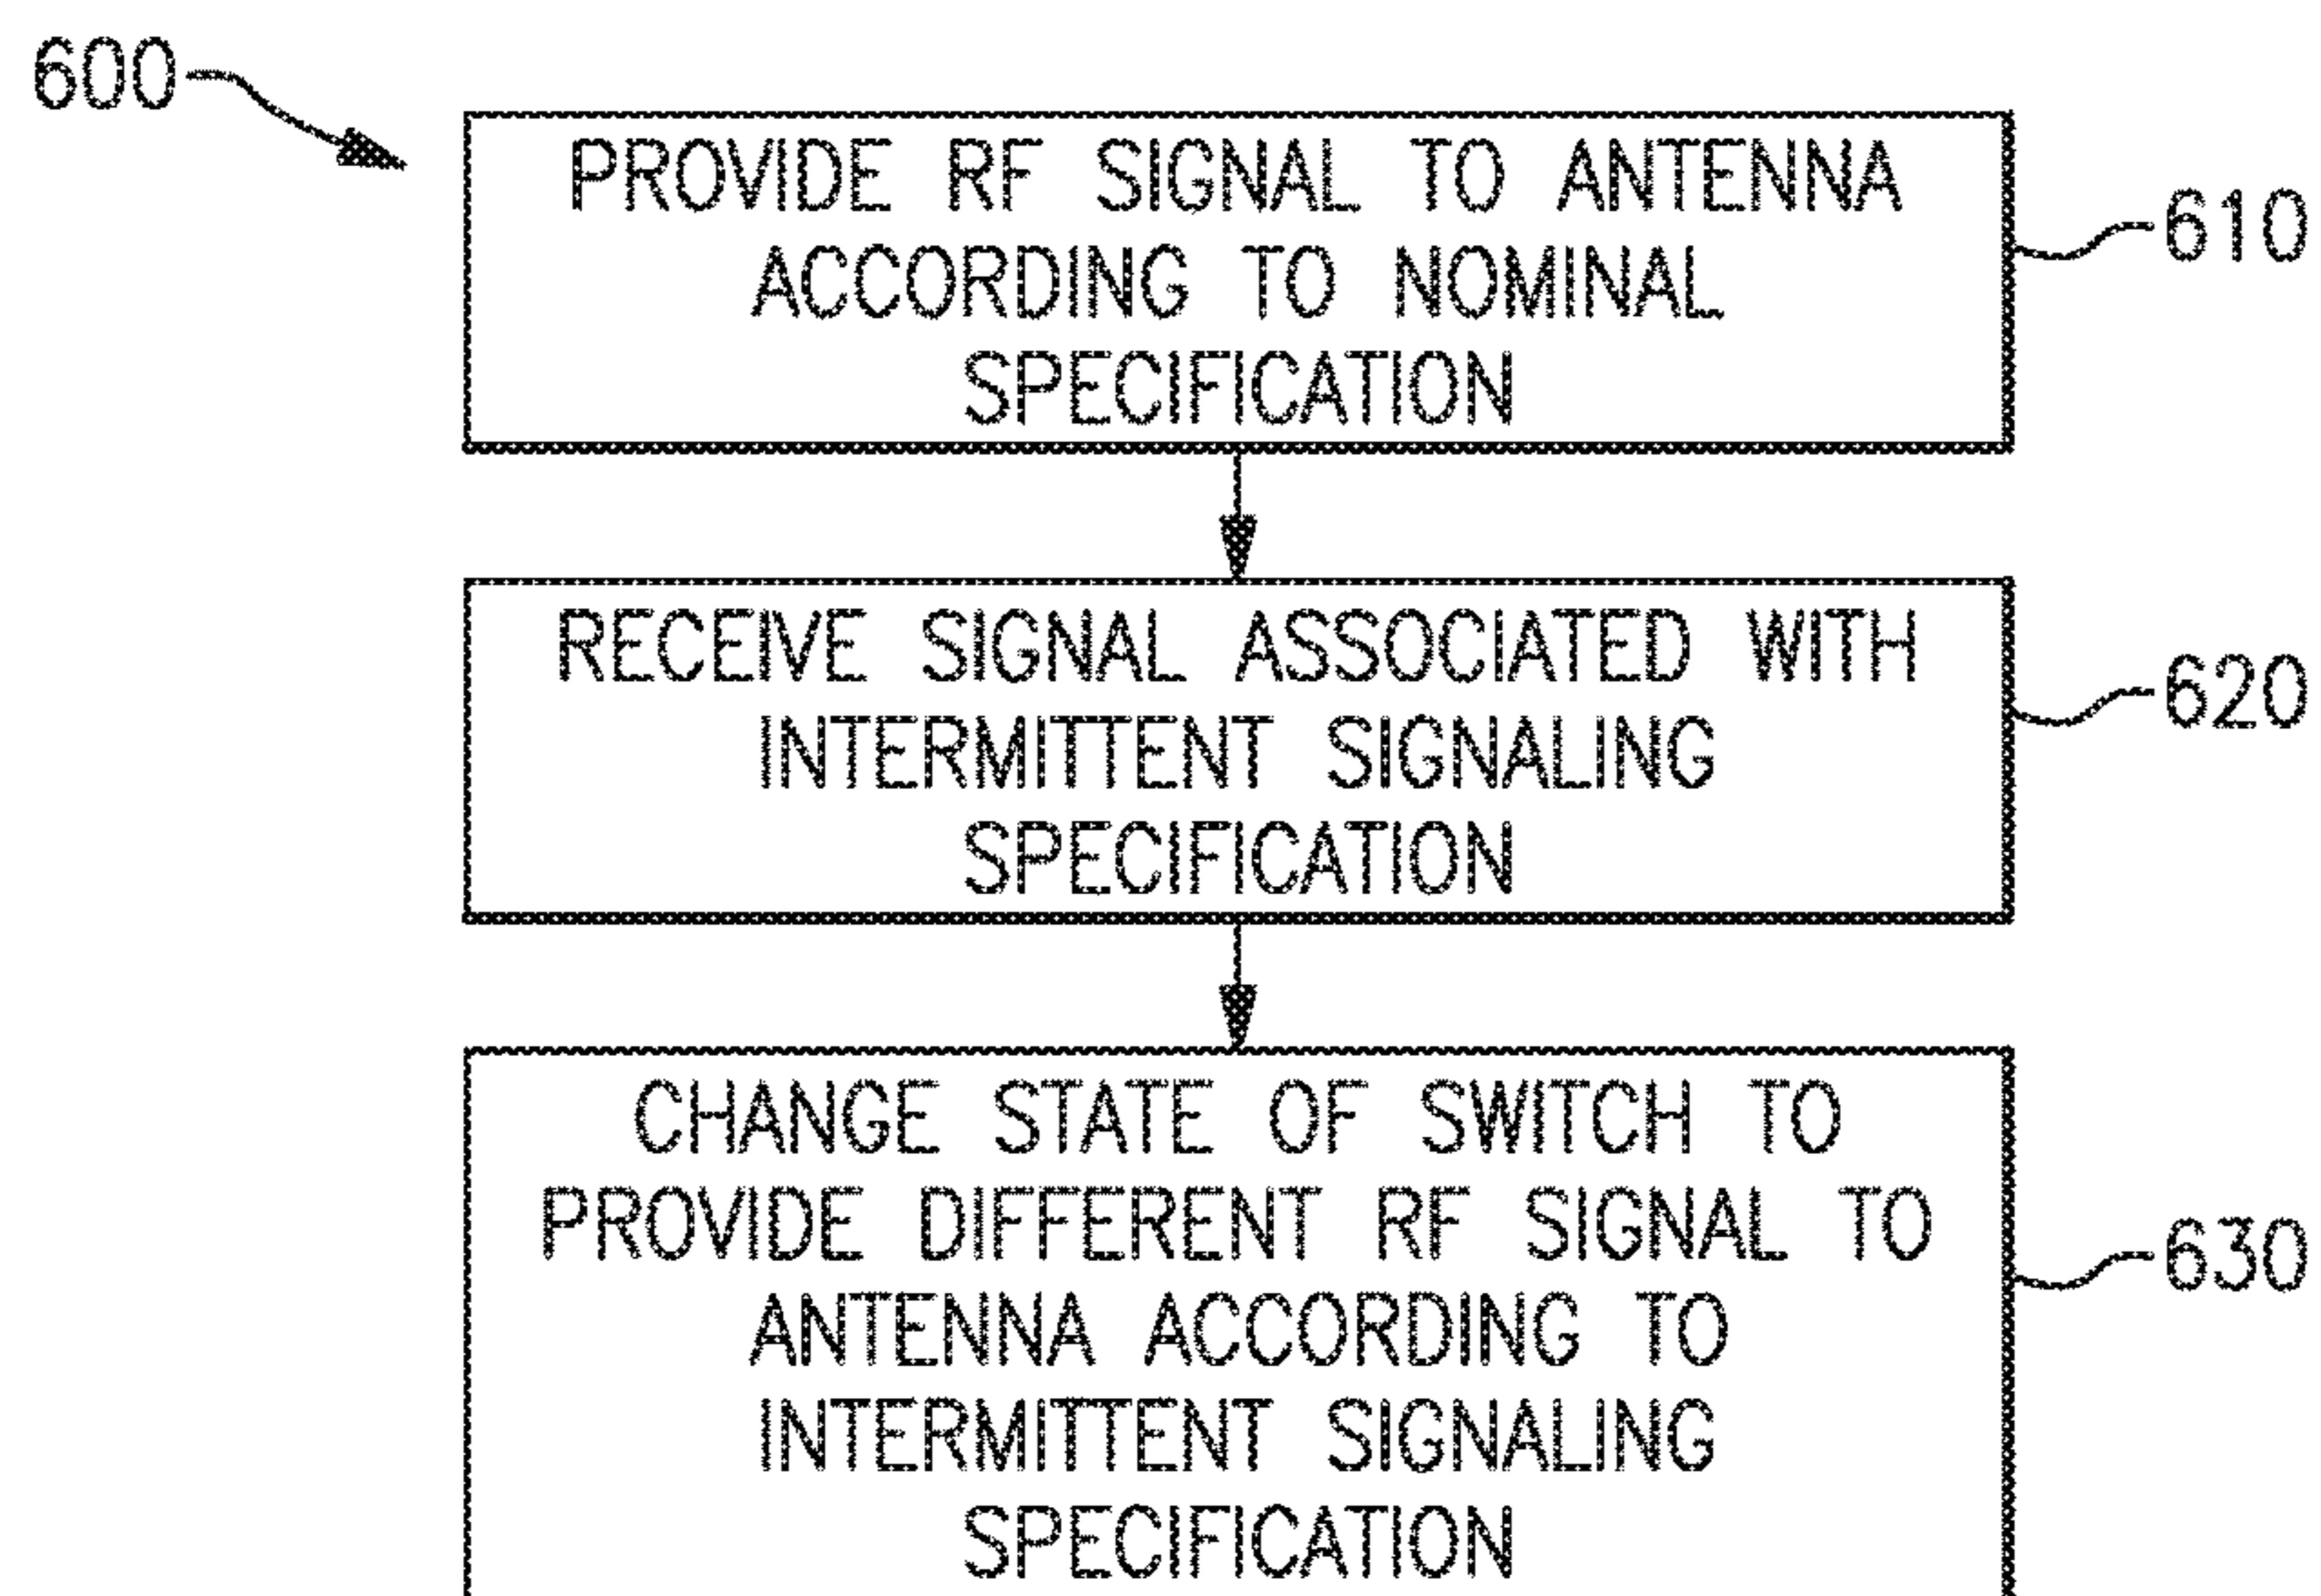 600
PROVIDE RF SIGNAL TO ANTENNA
ACCORDING TO NOMINAL
SPECIFICATION
610
RECEIVE SIGNAL ASSOCIATED WITH
INTERMITTENT SIGNALING
SPECIFICATION
620
CHANGE STATE OF SWITCH TO
PROVIDE DIFFERENT RF SIGNAL TO
ANTENNA ACCORDING TO
INTERMITTENT SIGNALING
SPECIFICATION
630